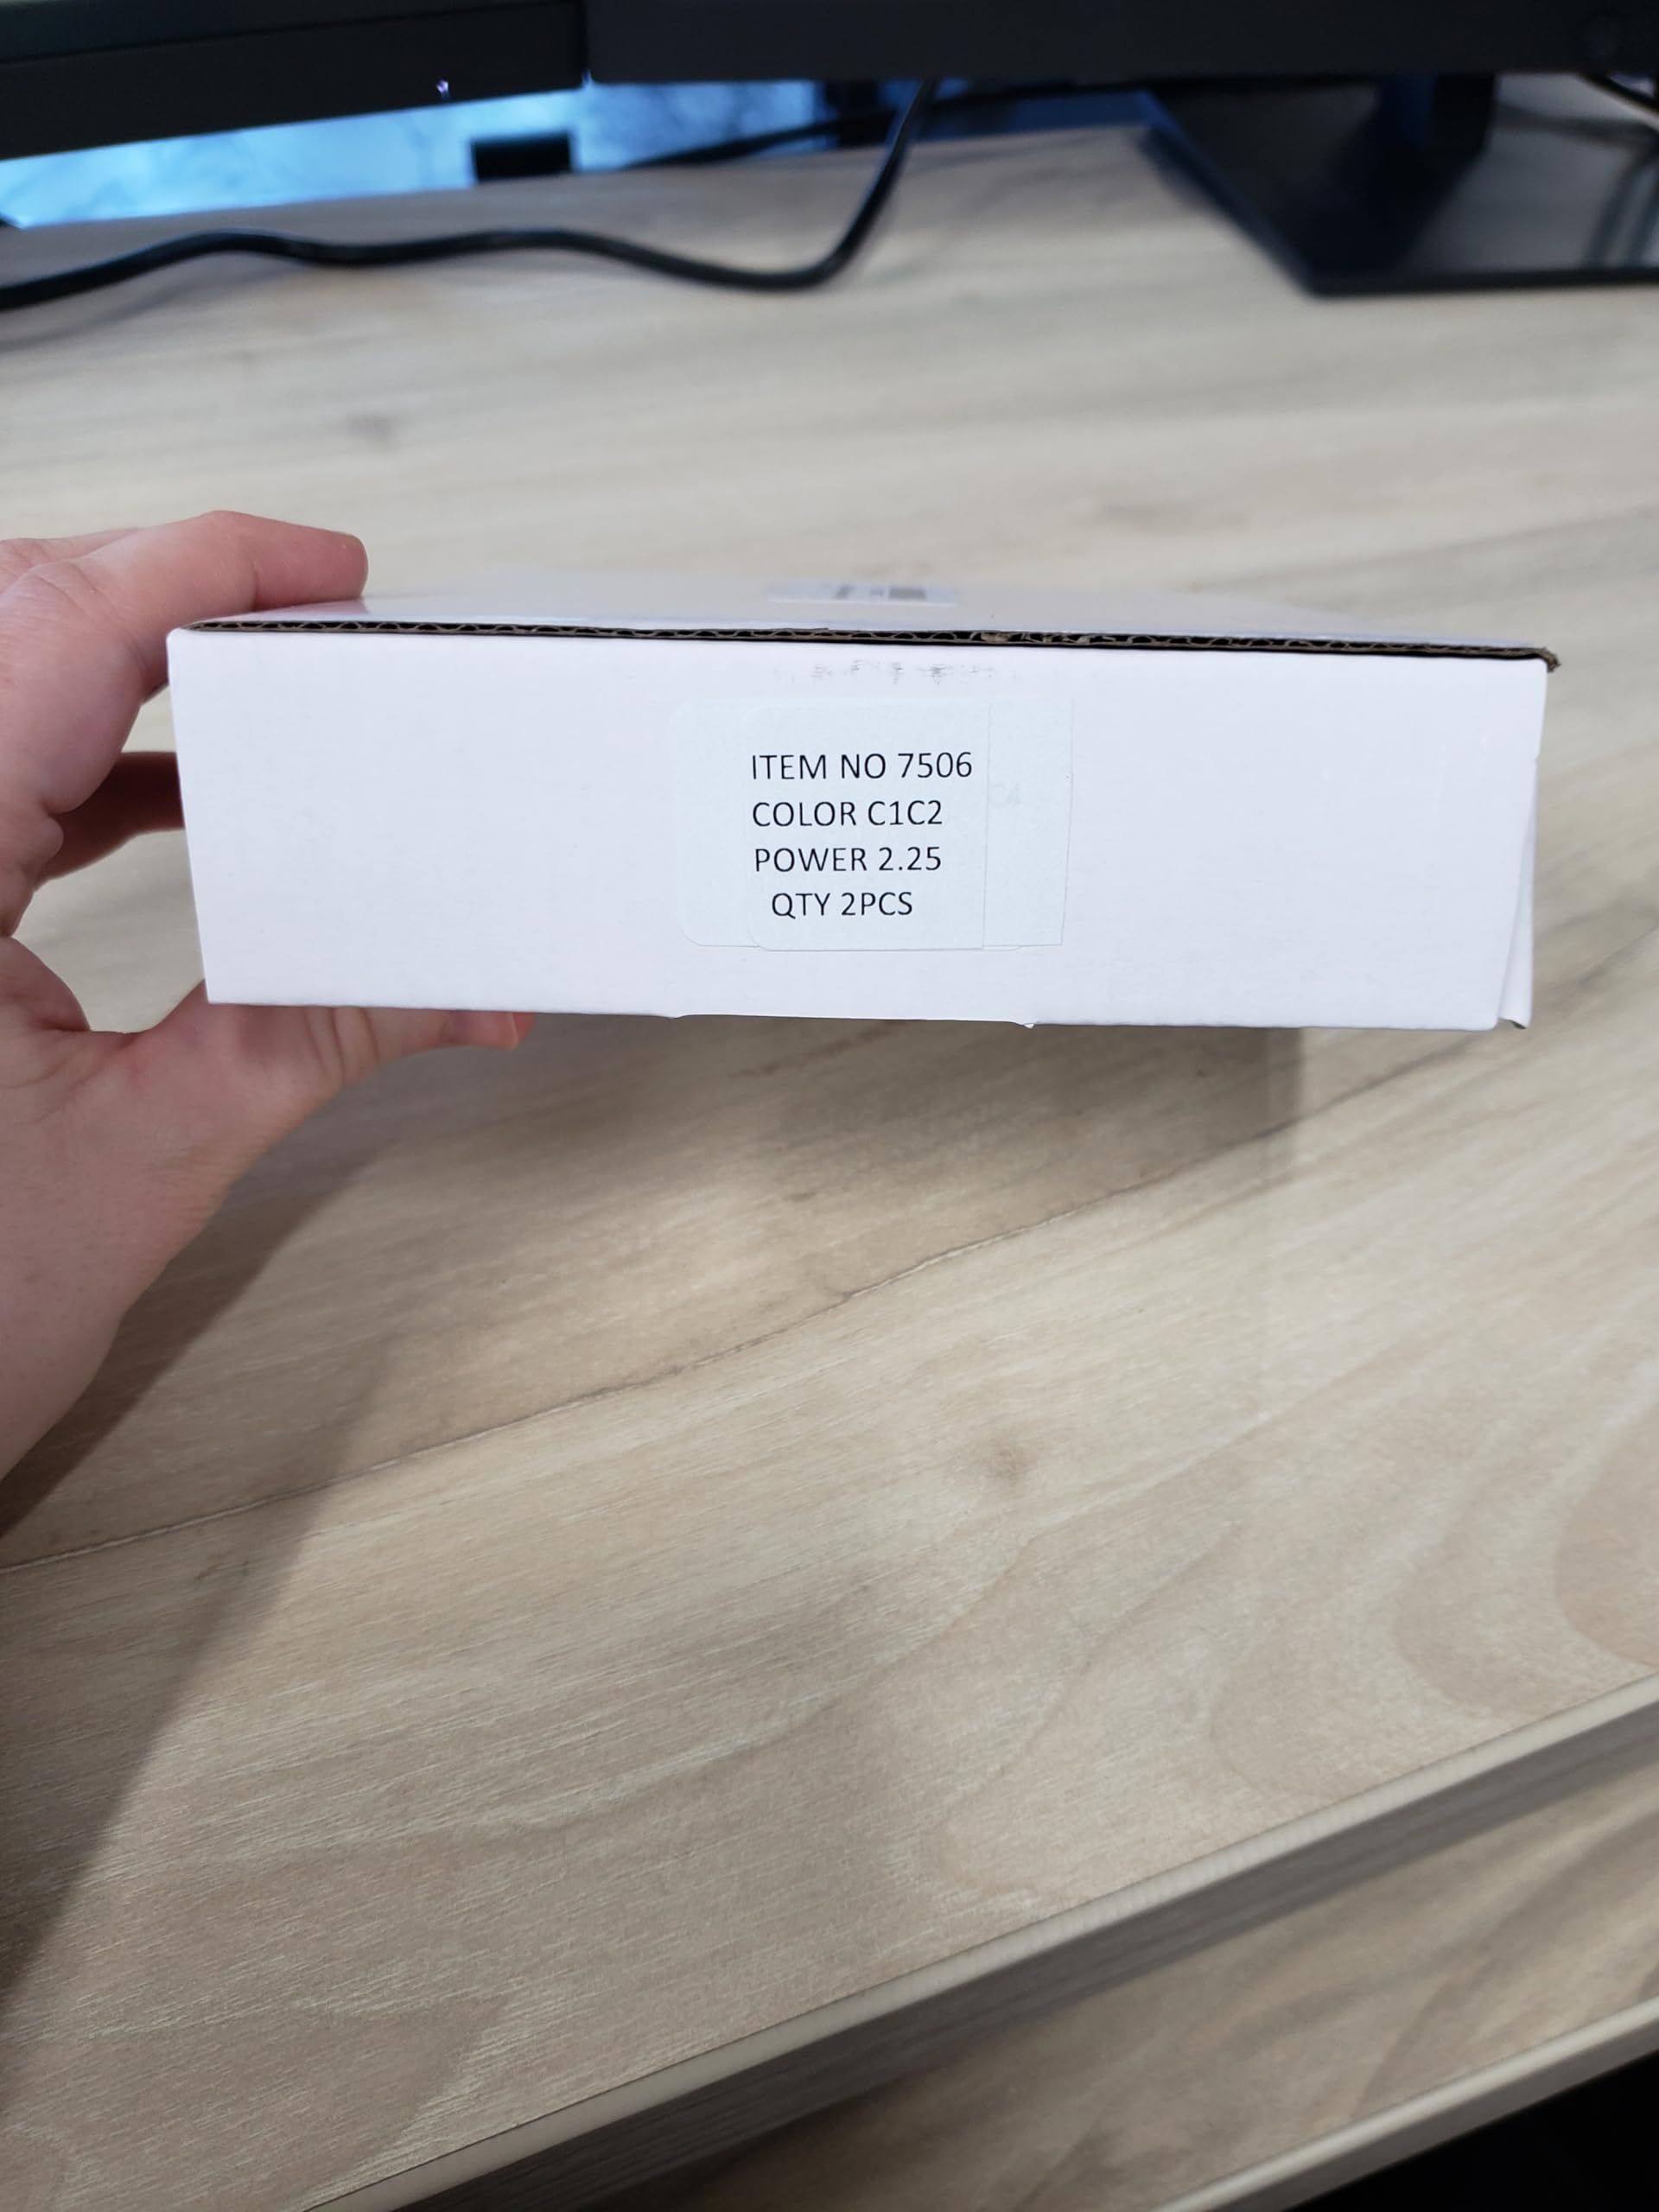 ITEM NO 7506
COLOR C1C2
POWER 2.25
QTY 2PCS